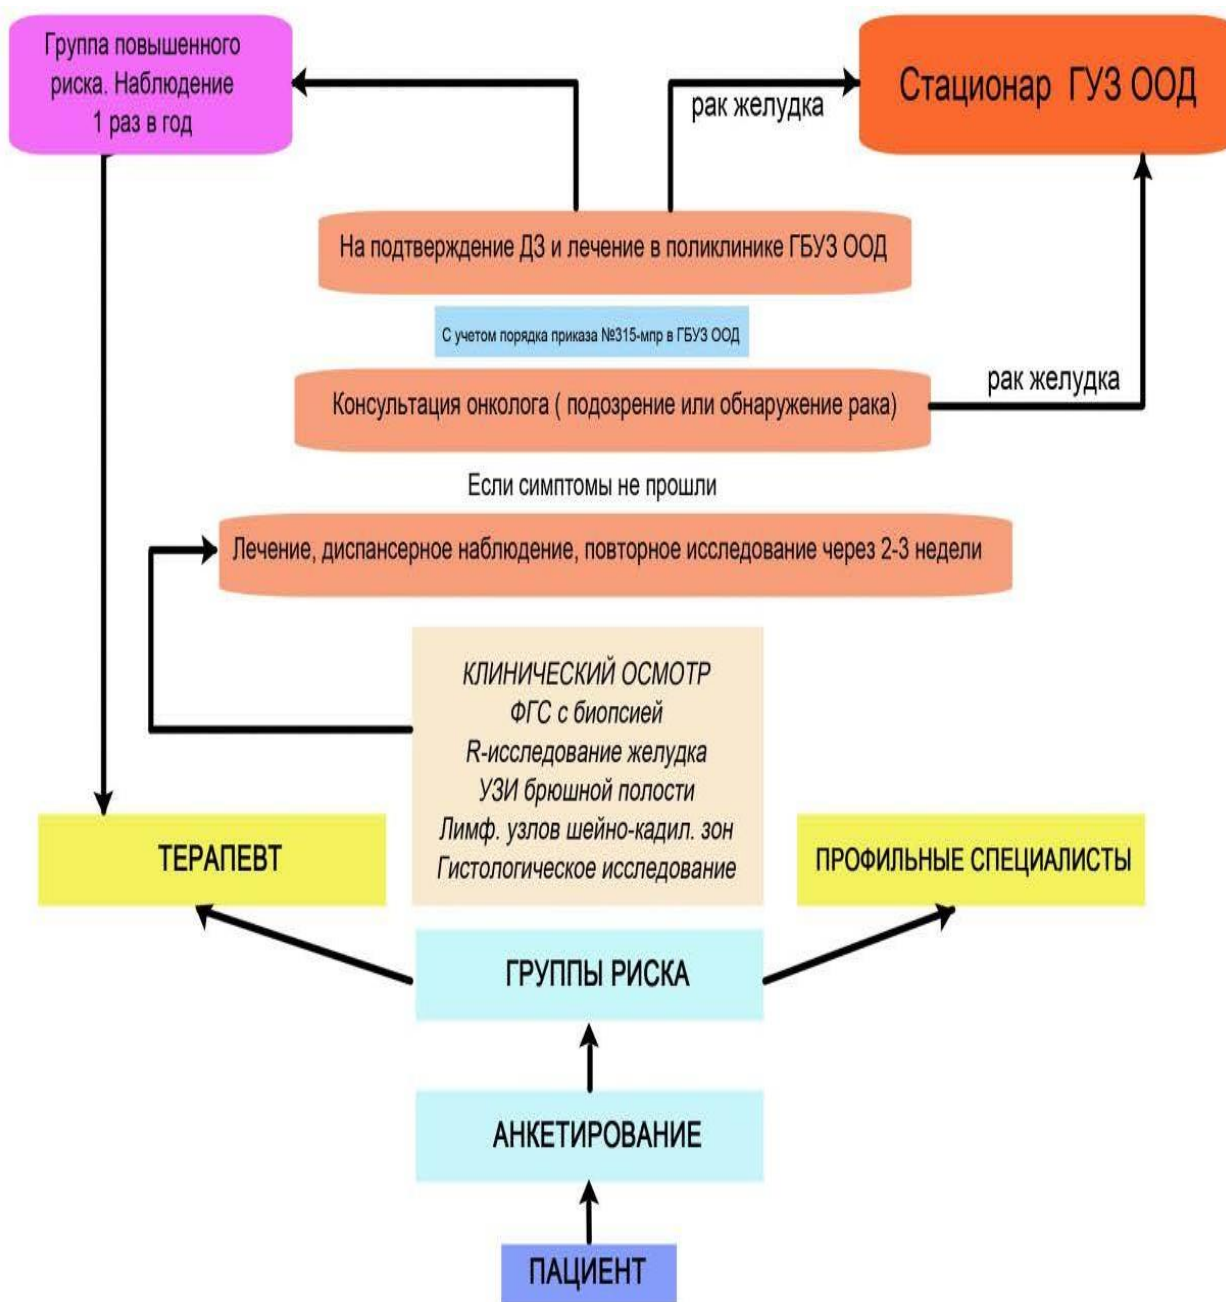 Группа повышенного
риска. Наблюдение
1 раз в год
рак желудка
Стационар ГУЗ ООД
На подтверждение ДЗ и лечение в поликлинике ГБУЗ ООД
С учетом порядка приказа №315-мпр в ГБУЗ ООД
Консультация онколога ( подозрение или обнаружение рака)
рак желудка
Если симптомы не прошли
Лечение, диспансерное наблюдение, повторное исследование через 2-3 недели
КЛИНИЧЕСКИЙ ОСМОТР
ФГС с биопсией
R-исследование желудка
УЗИ брюшной полости
Лимф. узлов шейно-кадил. зон
Гистологическое исследование
ТЕРАПЕВТ
ПРОФИЛЬНЫЕ СПЕЦИАЛИСТЫ
ГРУППЫ РИСКА
АНКЕТИРОВАНИЕ
ПАЦИЕНТ